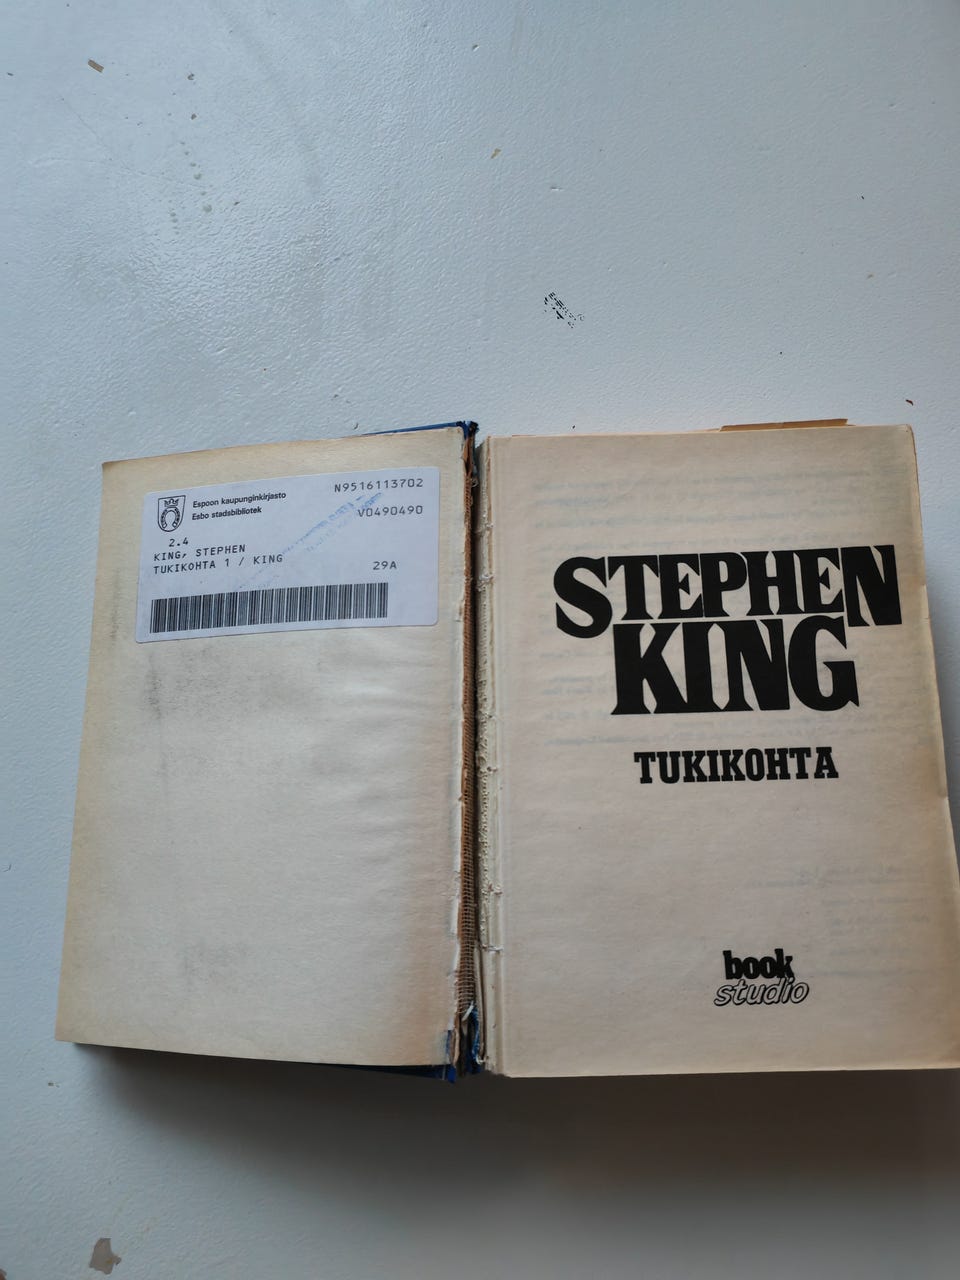 Espoon kaupunginkirjasto
Esbo stadsbibliotek
N9516113702
V0490490
2.4
KING, STEPHEN
TUKIKOHTA 1 / KING
29A
STEPHEN
KING
TUKIKOHTA
book
studio